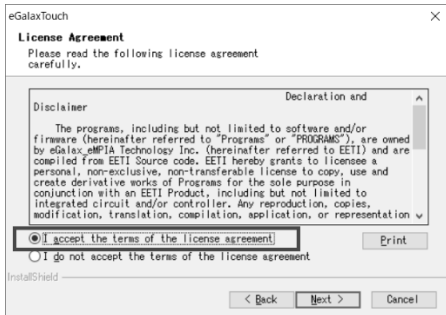 eGalaxTouch
License Agreement
Please read the following license agreement
carefully.
Declaration and
Disclaimer
The programs, including but not limited to software and/or
firmware (hereinafter referred to "Programs" or "PROGRAMS"), are owned
by eGalax_eMPIA Technology Inc. (hereinafter referred to EETI) and are
compiled from EETI Source code. EETI hereby grants to licensee a
personal, non-exclusive, non-transferable license to copy, use and
create derivative works of Programs for the sole purpose in
conjunction with an EETI Product, including but not limited to
integrated circuit and/or controller. Any reproduction, copies,
modification, translation, compilation, application, or representation
I accept the terms of the license agreement
Print
I do not accept the terms of the license agreement
InstallShield
< Back
Next >
Cancel